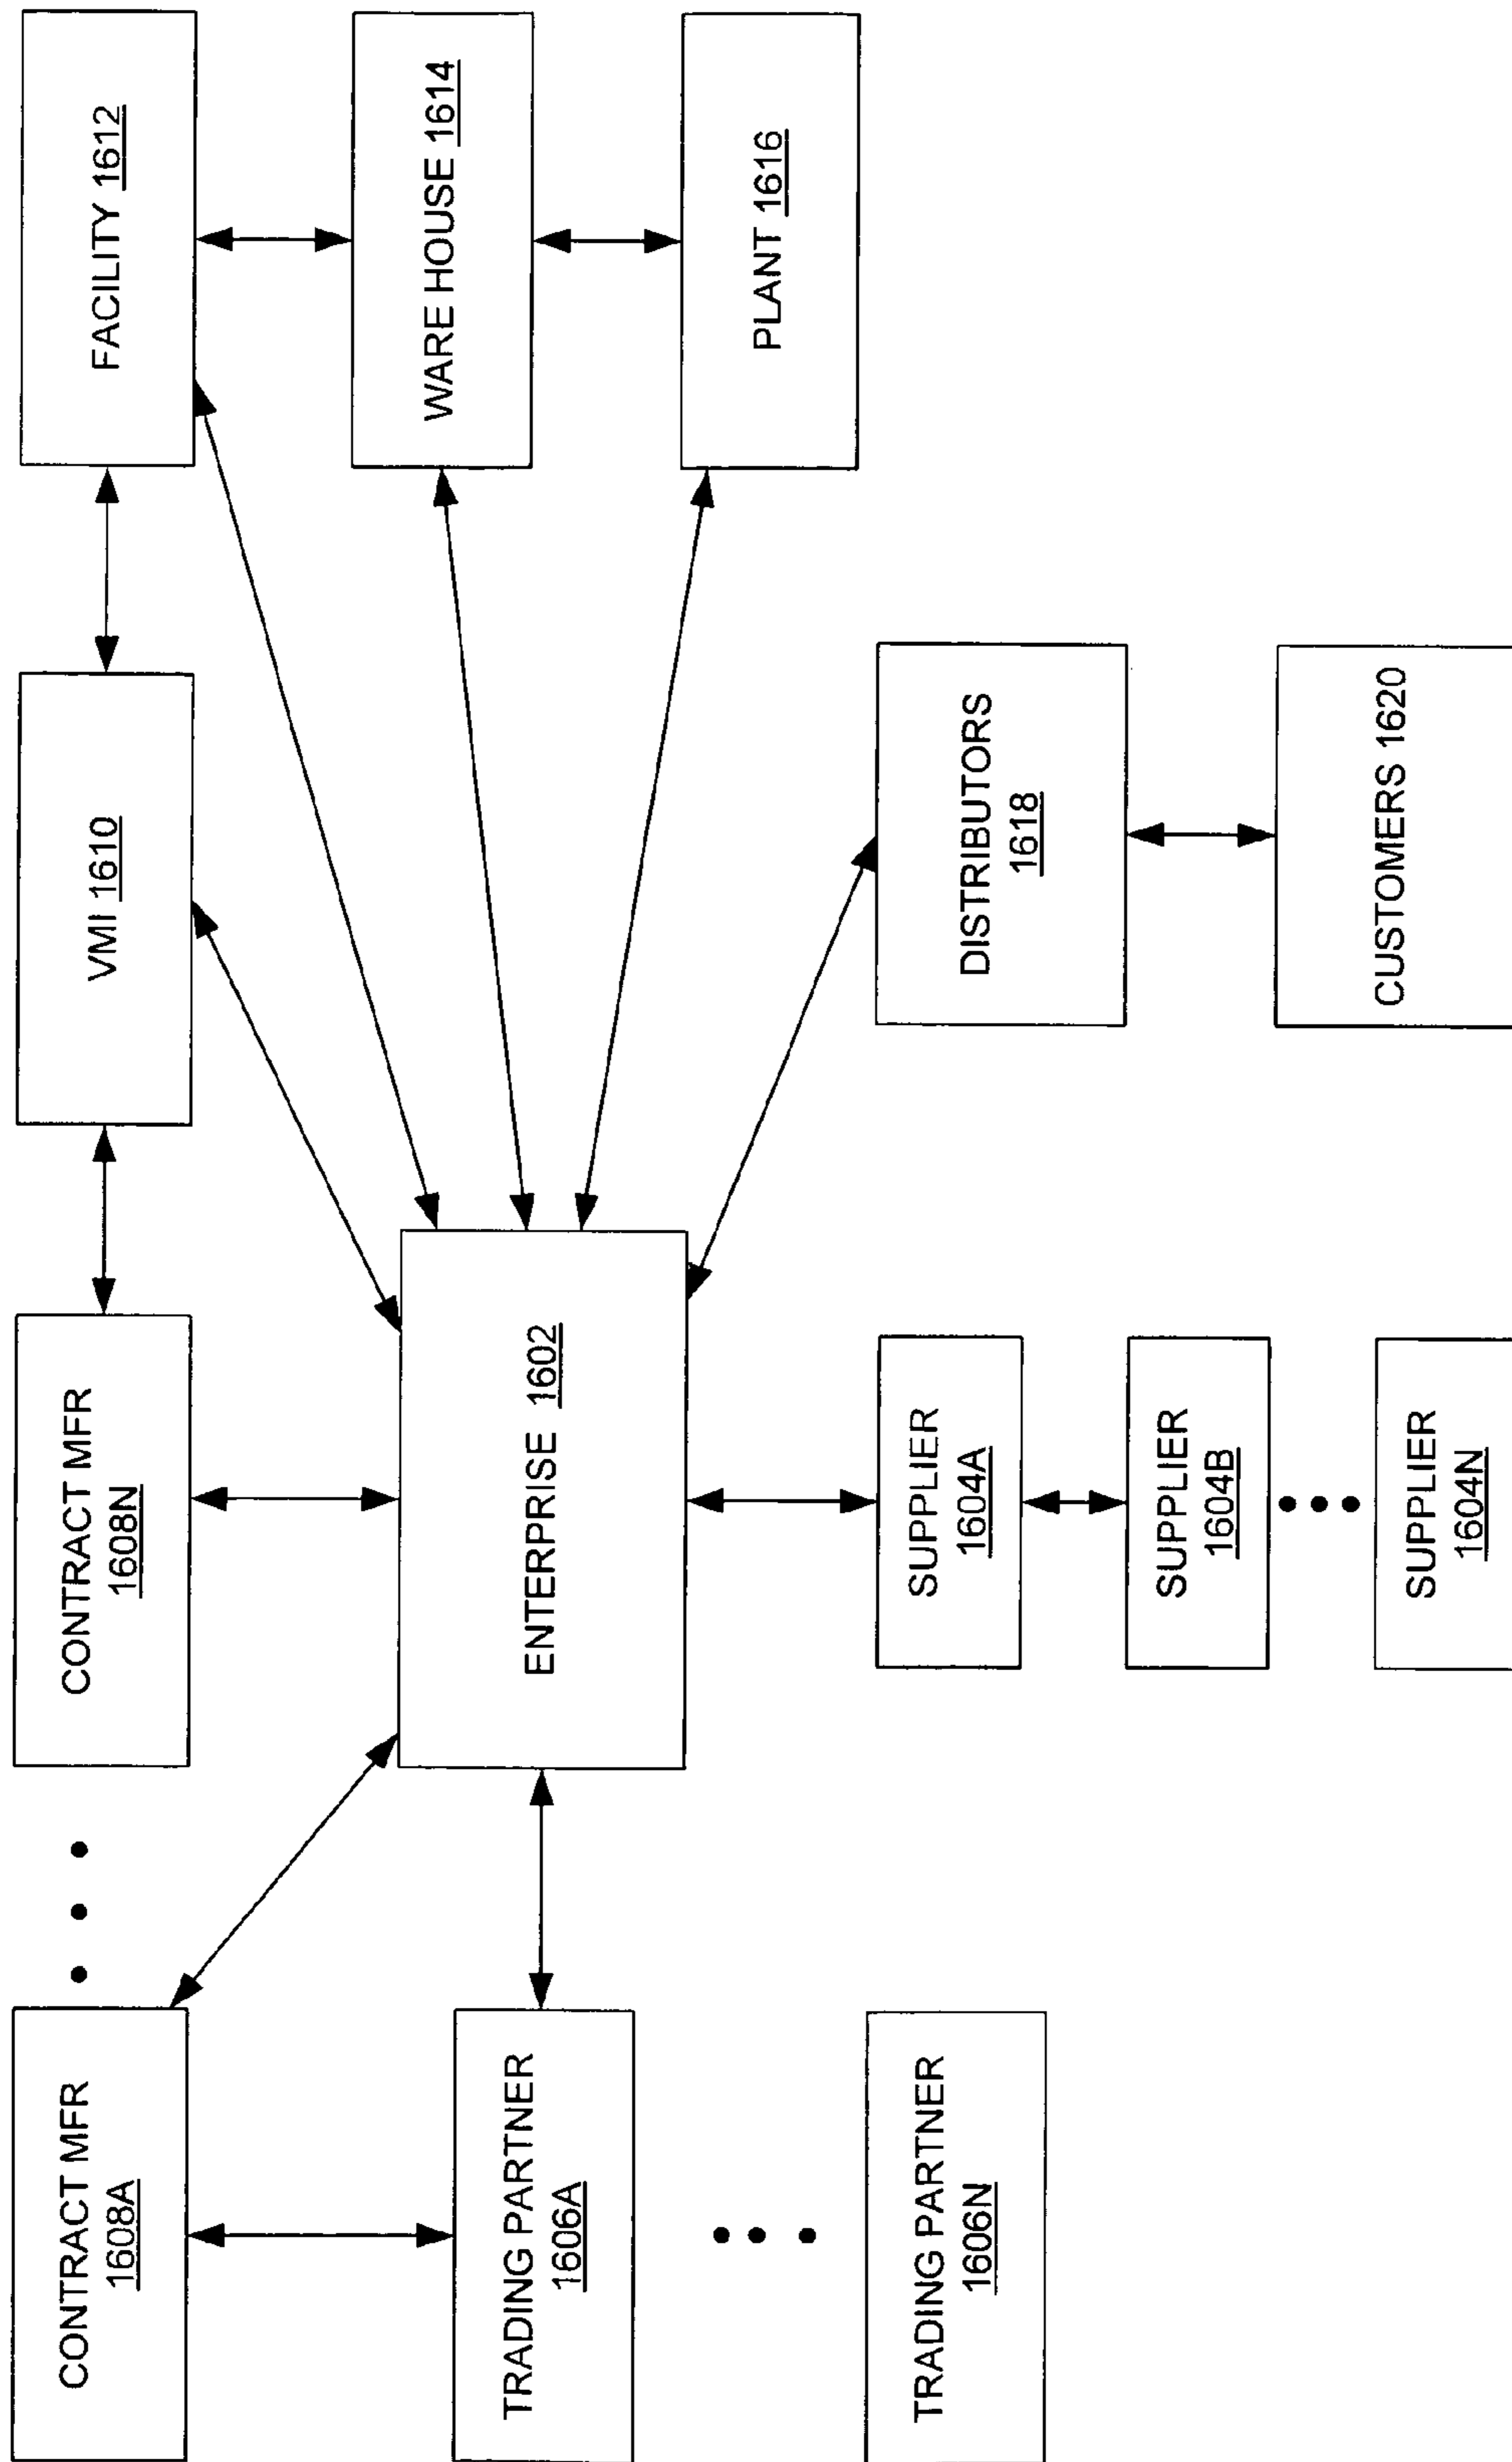 CONTRACT MFR
1608A
CONTRACT MFR
1608N
VMI 1610
FACILITY 1612
TRADING PARTNER
1606A
ENTERPRISE 1602
WARE HOUSE 1614
PLANT 1616
TRADING PARTNER
1606N
SUPPLIER
1604A
DISTRIBUTORS
1618
SUPPLIER
1604B
SUPPLIER
1604N
CUSTOMERS 1620